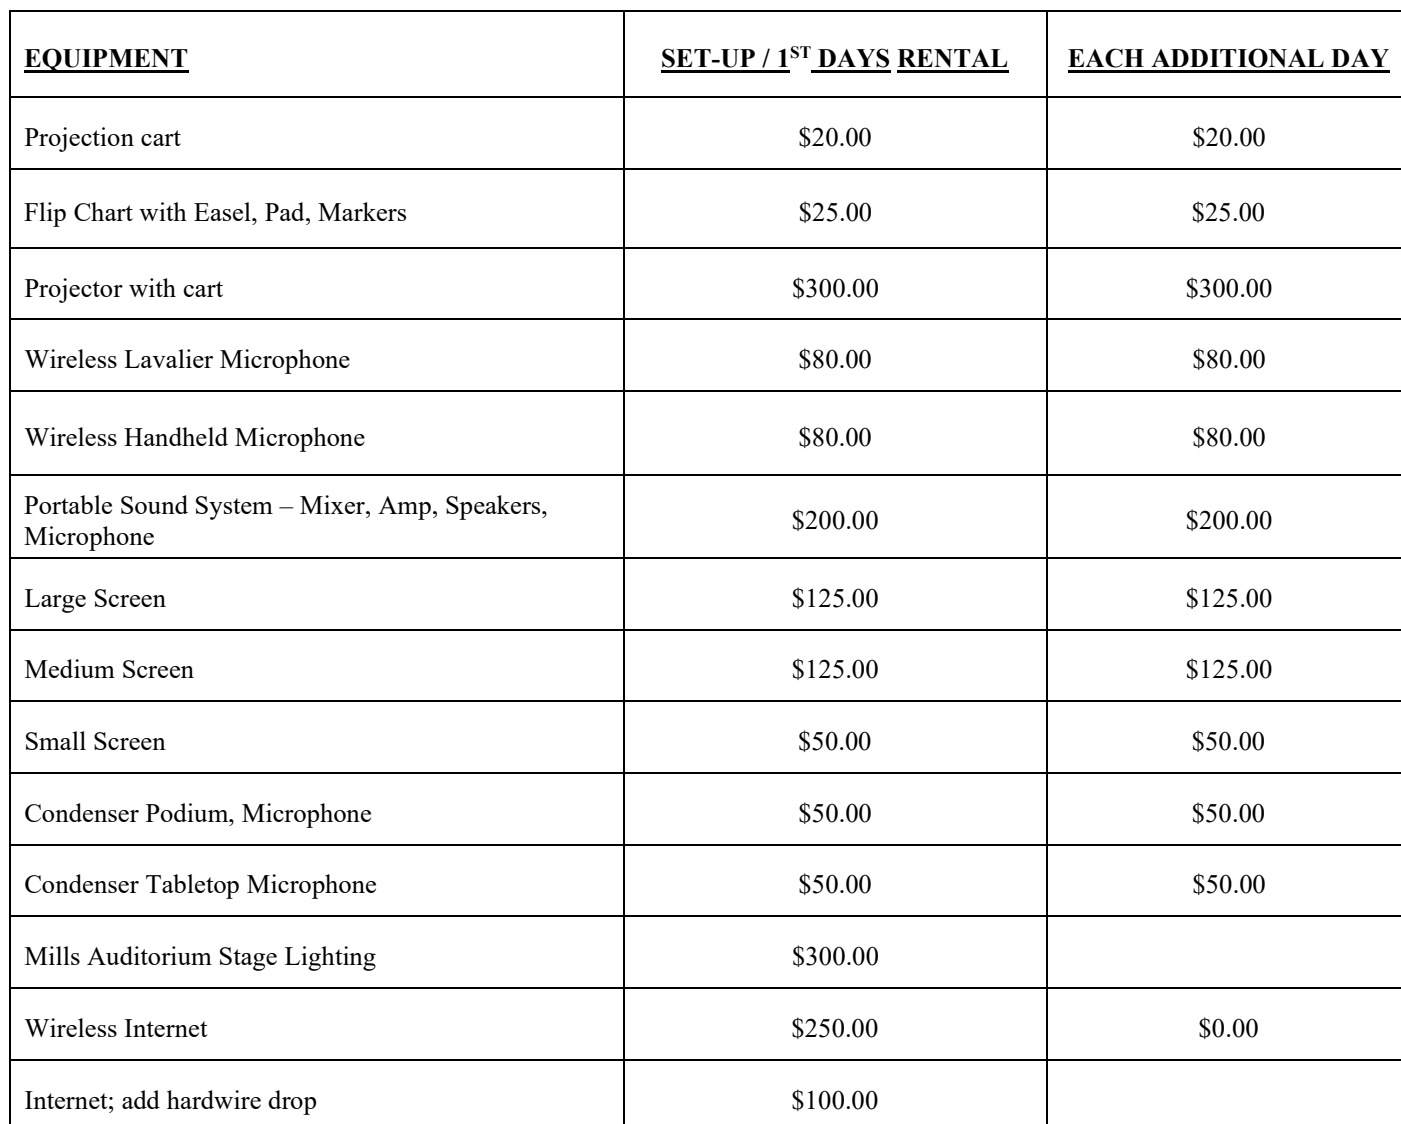 EQUIPMENT SET-UP / 1ST DAYS RENTAL EACH ADDITIONAL DAY
Projection cart $20.00 $20.00
Flip Chart with Easel, Pad, Markers $25.00 $25.00
Projector with cart $300.00 $300.00
Wireless Lavalier Microphone $80.00 $80.00
Wireless Handheld Microphone $80.00 $80.00
Portable Sound System – Mixer, Amp, Speakers,
Microphone $200.00 $200.00
Large Screen $125.00 $125.00
Medium Screen $125.00 $125.00
Small Screen $50.00 $50.00
Condenser Podium, Microphone $50.00 $50.00
Condenser Tabletop Microphone $50.00 $50.00
Mills Auditorium Stage Lighting $300.00
Wireless Internet $250.00 $0.00
Internet; add hardwire drop $100.00